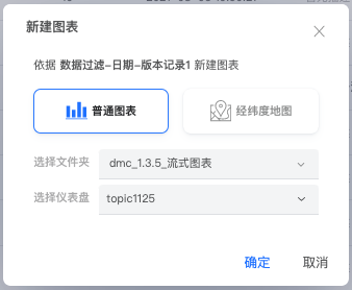 新建图表
依据 数据过滤-日期-版本记录1 新建图表
普通图表 经纬度地图
选择文件夹 dmc_1.3.5_流式图表
选择仪表盘 topic1125
确定 取消